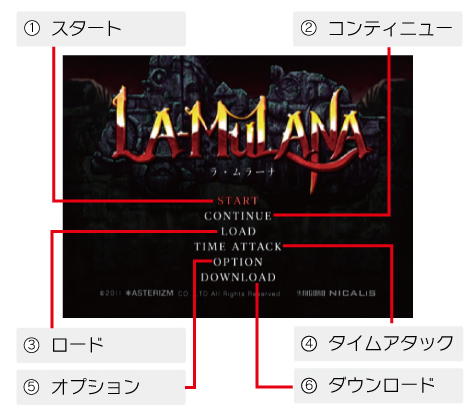 ① スタート
② コンティニュー
LA-MULANA
ラ・ムラーナ
START
CONTINUE
LOAD
TIME ATTACK
OPTION
DOWNLOAD
©2011 ASTERIZM CO.,LTD All Rights Reserved NICALiS
③ ロード
④ タイムアタック
⑤ オプション
⑥ ダウンロード